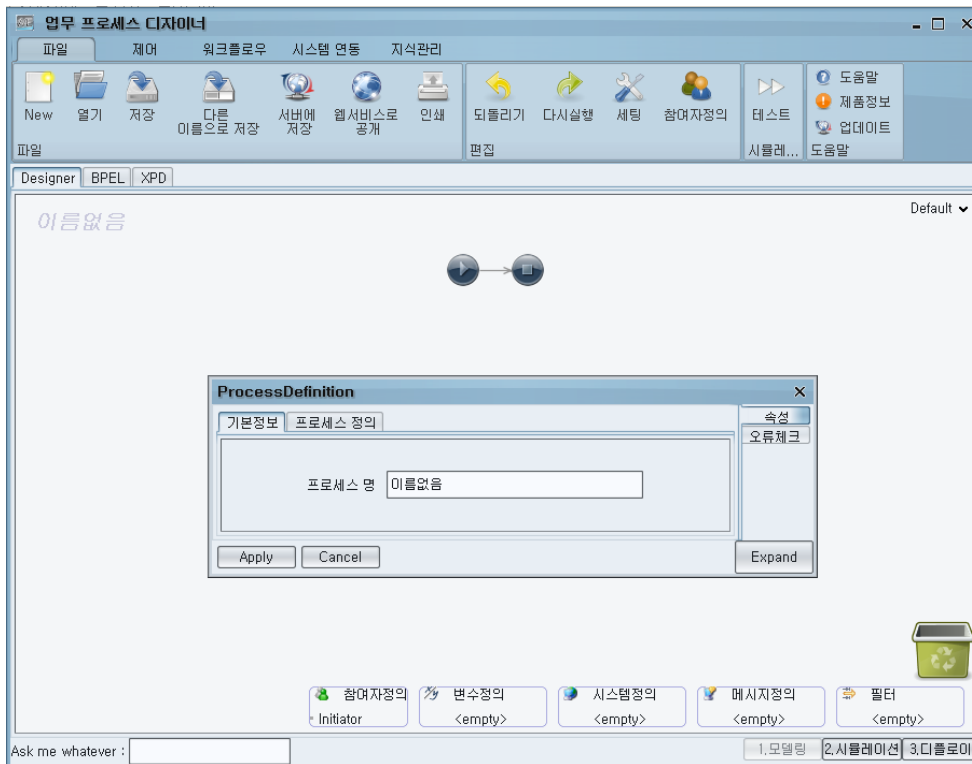 업무 프로세스 디자이너
파일 제어 워크플로우 시스템 연동 지식관리
New 열기 저장 다른 이름으로 저장 서버에 저장 웹서비스로 공개 인쇄 되돌리기 다시실행 세팅 참여자정의 테스트
도움말
제품정보
업데이트
파일 편집 시뮬레... 도움말
Designer BPEL XPD
이름없음
Default
ProcessDefinition
기본정보 프로세스 정의
속성
오류체크
프로세스 명 이름없음
Apply Cancel Expand
참여자정의 변수정의 시스템정의 메시지정의 필터
Initiator <empty> <empty> <empty> <empty>
Ask me whatever : 1.모델링 2.시뮬레이션 3.디플로이